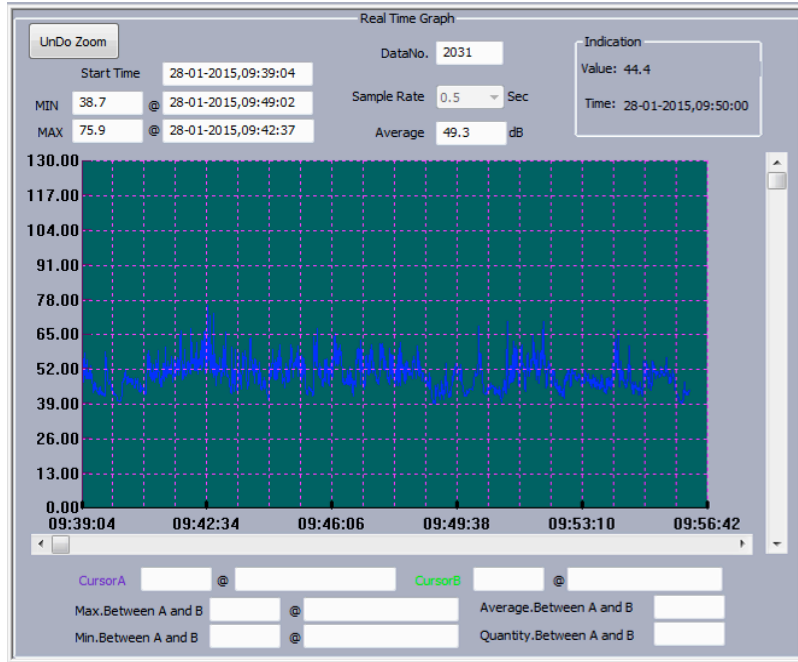 Real Time Graph
UnDo Zoom
DataNo. 2031
Indication
Start Time 28-01-2015,09:39:04
Value: 44.4
MIN 38.7 @ 28-01-2015,09:49:02
Sample Rate 0.5 Sec
Time: 28-01-2015,09:50:00
MAX 75.9 @ 28-01-2015,09:42:37
Average 49.3 dB
130.00
117.00
104.00
91.00
78.00
65.00
52.00
39.00
26.00
13.00
0.00
09:39:04 09:42:34 09:46:06 09:49:38 09:53:10 09:56:42
CursorA @ CursorB @
Max.Between A and B @ Average.Between A and B
Min.Between A and B @ Quantity.Between A and B